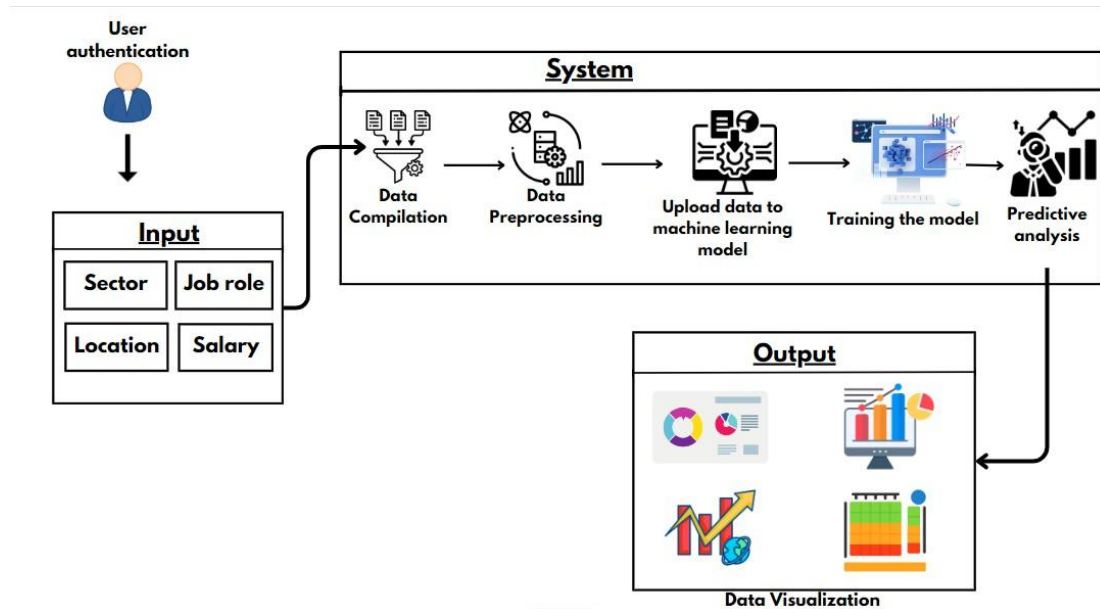 User
authentication
System
Data
Compilation
Data
Preprocessing
Upload data to
machine learning
model
Training the model
Predictive
analysis
Input
Sector
Job role
Location
Salary
Output
Data Visualization